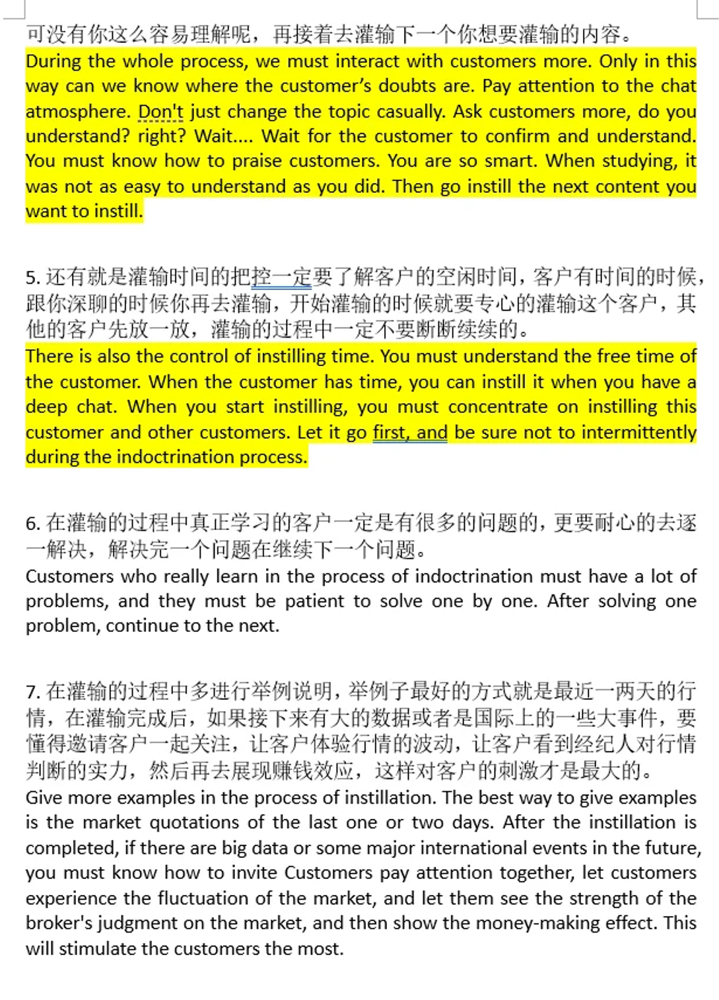 可没有你这么容易理解呢，再接着去灌输下一个你想要灌输的内容。
During the whole process, we must interact with customers more. Only in this
way can we know where the customer’s doubts are. Pay attention to the chat
atmosphere. Don't just change the topic casually. Ask customers more, do you
understand? right? Wait.... Wait for the customer to confirm and understand.
You must know how to praise customers. You are so smart. When studying, it
was not as easy to understand as you did. Then go instill the next content you
want to instill.
5. 还有就是灌输时间的把控一定要了解客户的空闲时间，客户有时间的时候，
跟你深聊的时候你再去灌输，开始灌输的时候就要专心的灌输这个客户，其
他的客户先放一放，灌输的过程中一定不要断断续续的。
There is also the control of instilling time. You must understand the free time of
the customer. When the customer has time, you can instill it when you have a
deep chat. When you start instilling, you must concentrate on instilling this
customer and other customers. Let it go first, and be sure not to intermittently
during the indoctrination process.
6. 在灌输的过程中真正学习的客户一定是有很多的问题的，更要耐心的去逐
一解决，解决完一个问题在继续下一个问题。
Customers who really learn in the process of indoctrination must have a lot of
problems, and they must be patient to solve one by one. After solving one
problem, continue to the next.
7. 在灌输的过程中多进行举例说明，举例子最好的方式就是最近一两天的行
情，在灌输完成后，如果接下来有大的数据或者是国际上的一些大事件，要
懂得邀请客户一起关注，让客户体验行情的波动，让客户看到经纪人对行情
判断的实力，然后再去展现赚钱效应，这样对客户的刺激才是最大的。
Give more examples in the process of instillation. The best way to give examples
is the market quotations of the last one or two days. After the instillation is
completed, if there are big data or some major international events in the future,
you must know how to invite Customers pay attention together, let customers
experience the fluctuation of the market, and let them see the strength of the
broker's judgment on the market, and then show the money-making effect. This
will stimulate the customers the most.